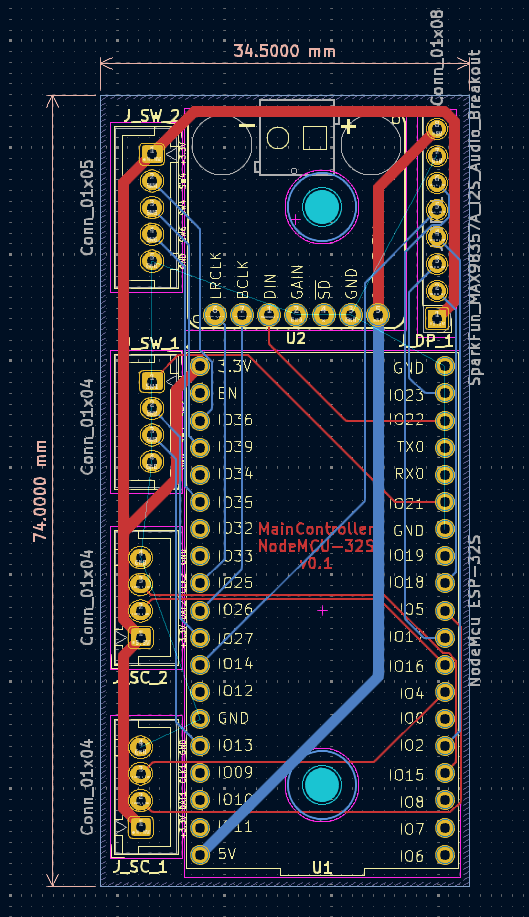 34.5000 mm
74.0000 mm
Conn_01x08
SparkFun_MAX98357A_I2S_Audio_Breakout
J_SW_2
Conn_01x05
−
+
LRCLK
BCLK
DIN
GAIN
SD
GND
U2
J_DP_1
J_SW_1
Conn_01x04
3.3V
EN
IO36
IO39
IO34
IO35
IO32
IO33
IO25
IO26
IO27
IO14
IO12
GND
IO13
IO09
IO10
IO11
5V
GND
IO23
IO22
TX0
RX0
IO21
GND
IO19
IO18
IO5
IO17
IO16
IO4
IO0
IO2
IO15
IO8
IO7
IO6
MainController
NodeMCU-32S
v0.1
Conn_01x04
J_SC_2
NodeMcu_ESP-32S
Conn_01x04
J_SC_1
U1